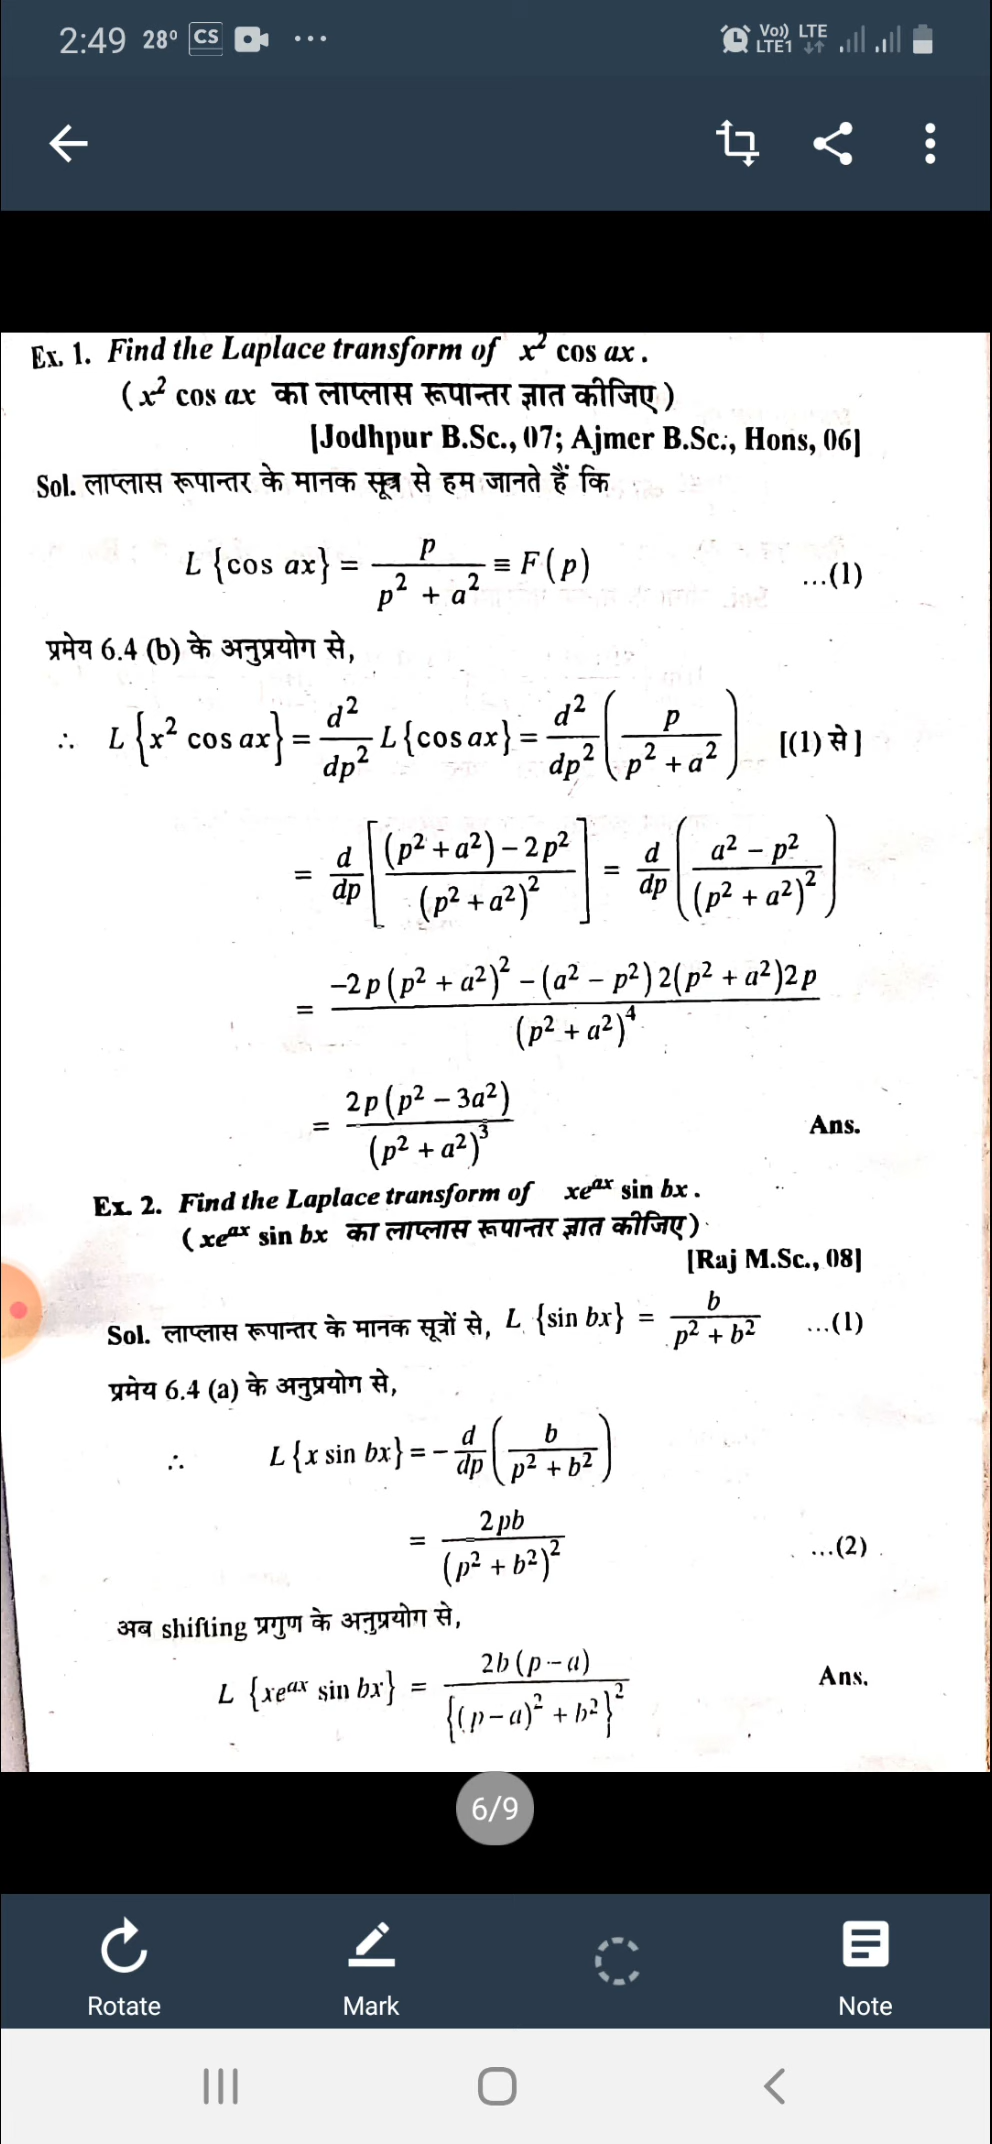 2:49 28° CS ...
Vo)) LTE
LTE1
Ex. 1. Find the Laplace transform of x² cos ax .
( x² cos ax का लाप्लास रूपान्तर ज्ञात कीजिए )
[Jodhpur B.Sc., 07; Ajmer B.Sc., Hons, 06]
Sol. लाप्लास रूपान्तर के मानक सूत्र से हम जानते हैं कि
L {cos ax} = p / (p² + a²) ≡ F(p) ...(1)
प्रमेय 6.4 (b) के अनुप्रयोग से,
∴ L {x² cos ax} = d²/dp² L {cos ax} = d²/dp² ( p / (p² + a²) ) [(1) से ]
= d/dp [ ((p² + a²) – 2p²) / (p² + a²)² ] = d/dp ( (a² – p²) / (p² + a²)² )
= (–2p (p² + a²)² – (a² – p²) 2(p² + a²)2p) / (p² + a²)⁴
= 2p (p² – 3a²) / (p² + a²)³ Ans.
Ex. 2. Find the Laplace transform of xeᵃˣ sin bx .
( xeᵃˣ sin bx का लाप्लास रूपान्तर ज्ञात कीजिए )
[Raj M.Sc., 08]
Sol. लाप्लास रूपान्तर के मानक सूत्रों से, L {sin bx} = b / (p² + b²) ...(1)
प्रमेय 6.4 (a) के अनुप्रयोग से,
∴ L {x sin bx} = – d/dp ( b / (p² + b²) )
= 2pb / (p² + b²)² ...(2)
अब shifting प्रगुण के अनुप्रयोग से,
L {xeᵃˣ sin bx} = 2b (p – a) / {(p – a)² + b²}² Ans.
6/9
Rotate Mark Note